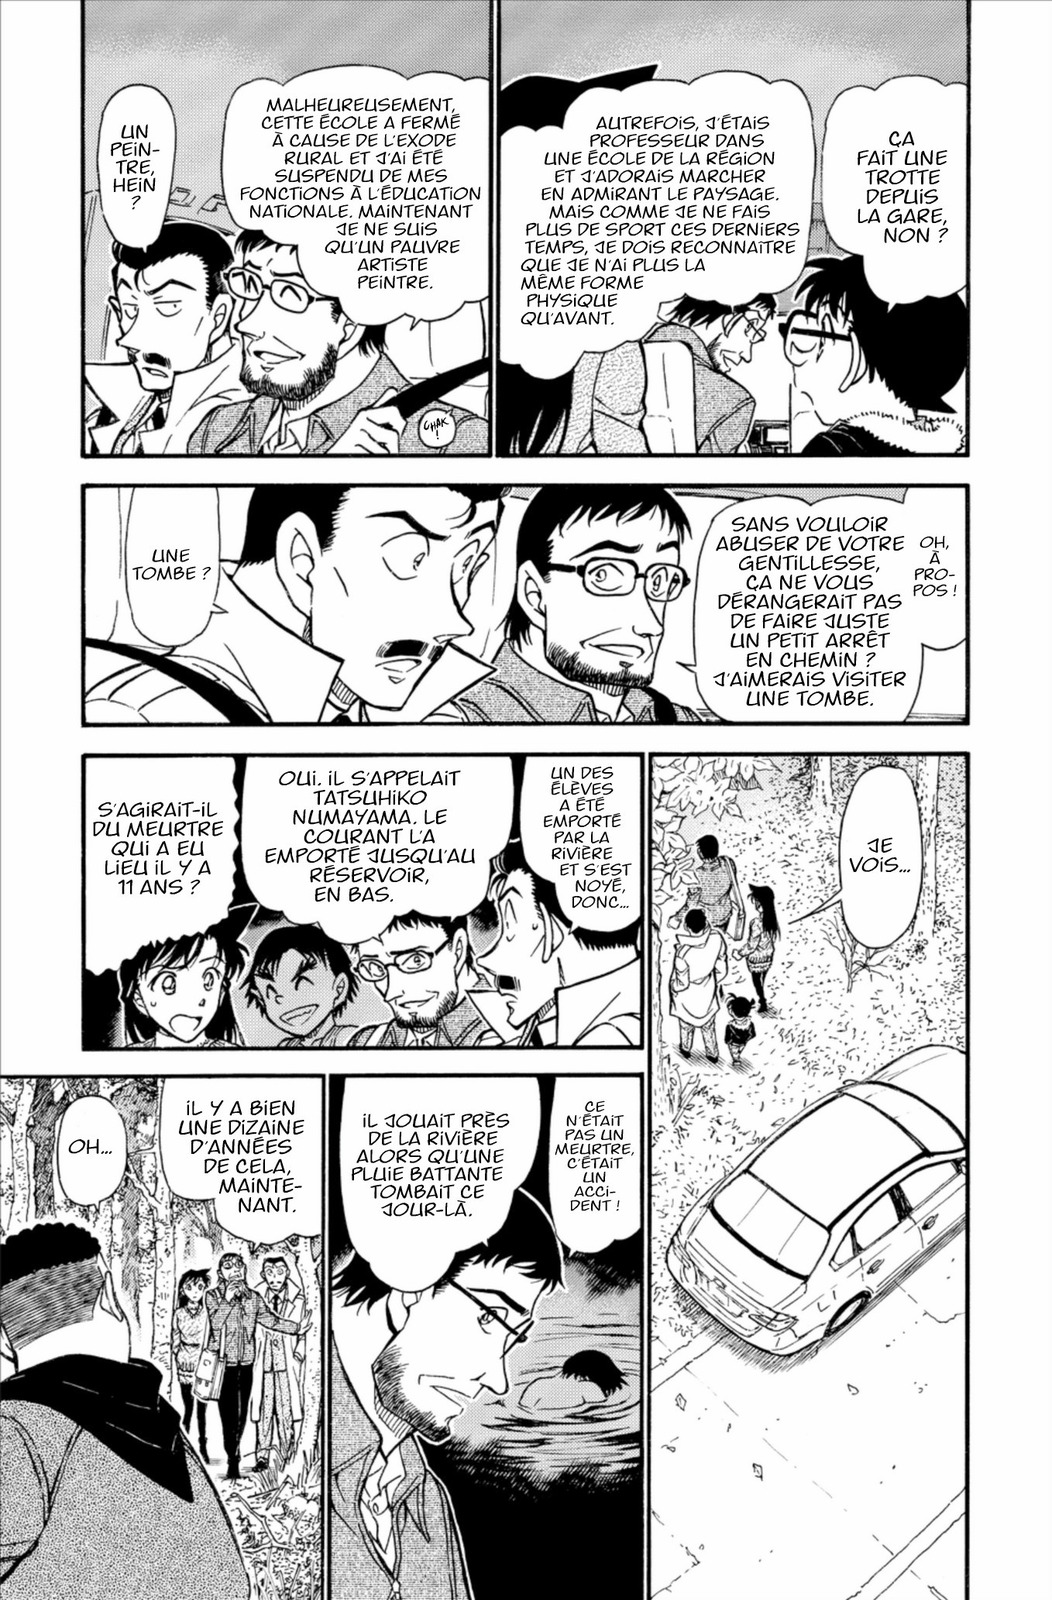 ÇA
FAIT UNE
TROTTE
DEPUIS
LA GARE,
NON ?
AUTREFOIS, J'ÉTAIS
PROFESSEUR DANS
UNE ÉCOLE DE LA RÉGION
ET J'ADORAIS MARCHER
EN ADMIRANT LE PAYSAGE.
MAIS COMME JE NE FAIS
PLUS DE SPORT CES DERNIERS
TEMPS, JE DOIS RECONNAÎTRE
QUE JE N'AI PLUS LA
MÊME FORME
PHYSIQUE
QU'AVANT.
MALHEUREUSEMENT,
CETTE ÉCOLE A FERMÉ
À CAUSE DE L'EXODE
RURAL ET J'AI ÉTÉ
SUSPENDU DE MES
FONCTIONS À L'ÉDUCATION
NATIONALE. MAINTENANT
JE NE SUIS
QU'UN PAUVRE
ARTISTE
PEINTRE.
UN
PEIN-
TRE,
HEIN
?
CHAK
!
OH,
À
PRO-
POS !
SANS VOULOIR
ABUSER DE VOTRE
GENTILLESSE,
ÇA NE VOUS
DÉRANGERAIT PAS
DE FAIRE JUSTE
UN PETIT ARRÊT
EN CHEMIN ?
J'AIMERAIS VISITER
UNE TOMBE.
UNE
TOMBE ?
JE
VOIS...
UN DES
ÉLÈVES
A ÉTÉ
EMPORTÉ
PAR LA
RIVIÈRE
ET S'EST
NOYÉ,
DONC...
OUI. IL S'APPELAIT
TATSUHIKO
NUMAYAMA. LE
COURANT L'A
EMPORTÉ JUSQU'AU
RÉSERVOIR,
EN BAS.
S'AGIRAIT-IL
DU MEURTRE
QUI A EU
LIEU IL Y A
11 ANS ?
CE
N'ÉTAIT
PAS UN
MEURTRE,
C'ÉTAIT
UN
ACCI-
DENT !
IL JOUAIT PRÈS
DE LA RIVIÈRE
ALORS QU'UNE
PLUIE BATTANTE
TOMBAIT CE
JOUR-LÀ.
IL Y A BIEN
UNE DIZAINE
D'ANNÉES
DE CELA,
MAINTE-
NANT.
OH...